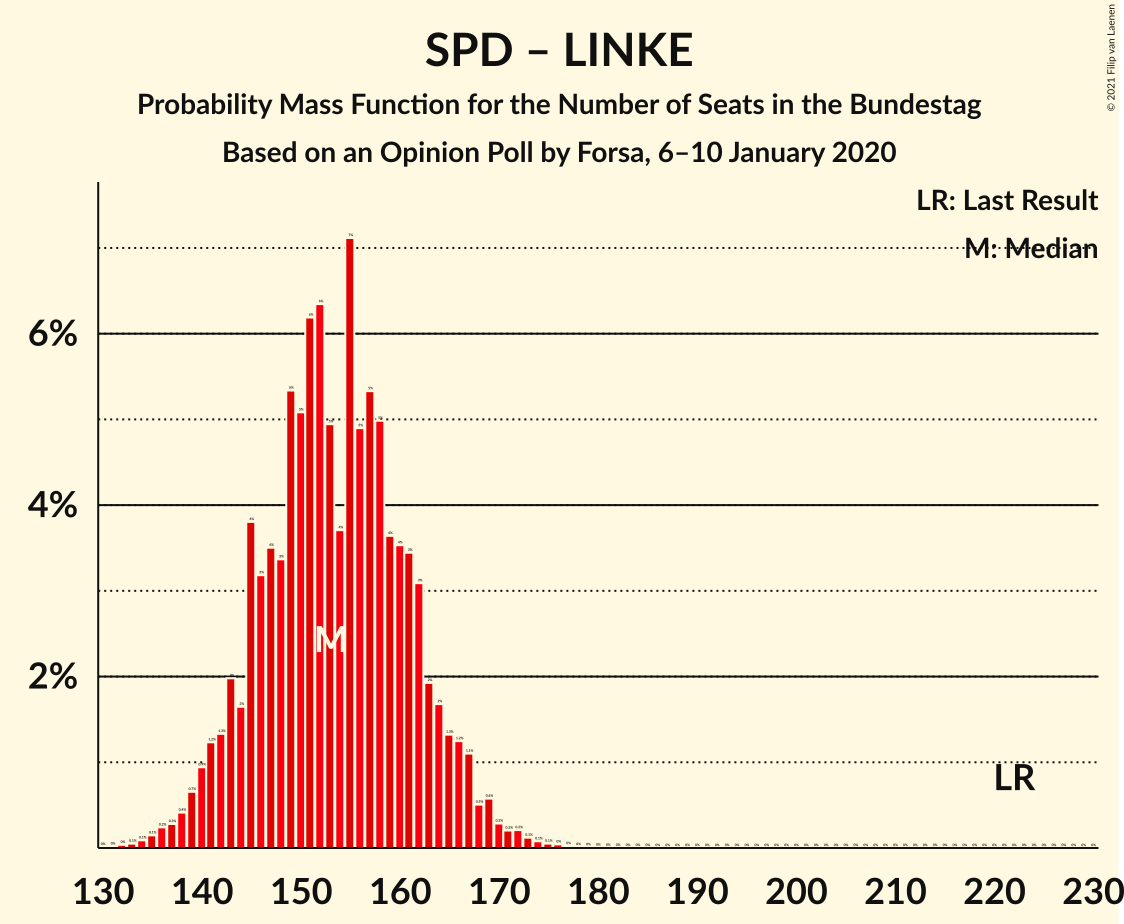 SPD – LINKE
Probability Mass Function for the Number of Seats in the Bundestag
Based on an Opinion Poll by Forsa, 6–10 January 2020
© 2021 Filip van Laenen
LR: Last Result
M: Median
6%
4%
2%
M
LR
130 140 150 160 170 180 190 200 210 220 230